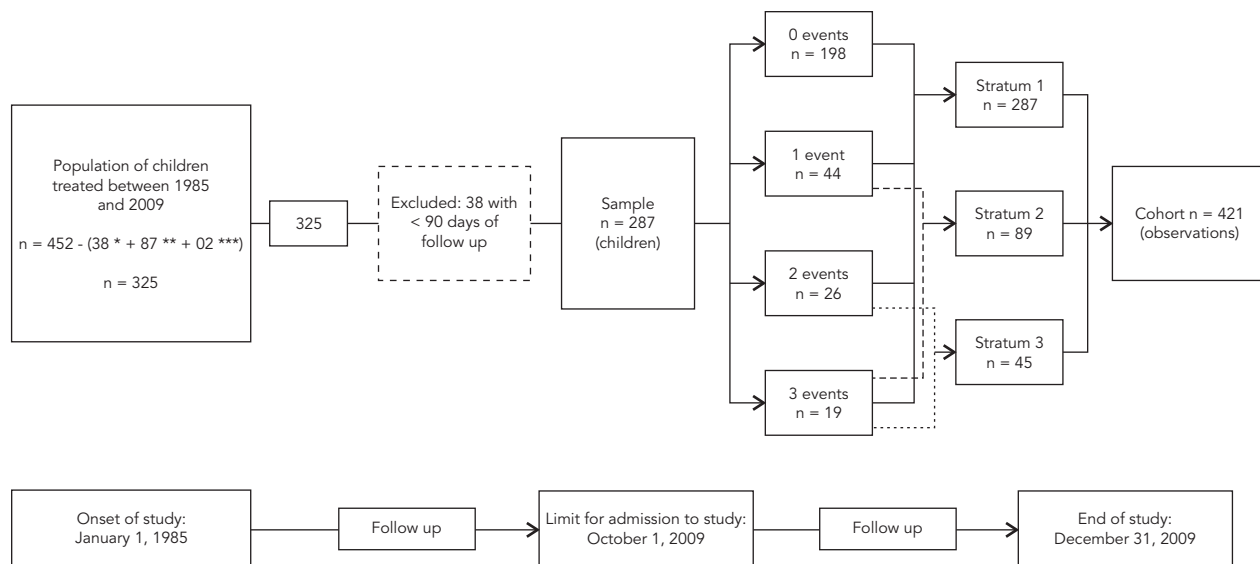 Population of children
treated between 1985
and 2009
n = 452 - (38 * + 87 ** + 02 ***)
n = 325
325
Excluded: 38 with
< 90 days of
follow up
Sample
n = 287
(children)
0 events
n = 198
1 event
n = 44
2 events
n = 26
3 events
n = 19
Stratum 1
n = 287
Stratum 2
n = 89
Stratum 3
n = 45
Cohort n = 421
(observations)
Onset of study:
January 1, 1985
Follow up
Limit for admission to study:
October 1, 2009
Follow up
End of study:
December 31, 2009